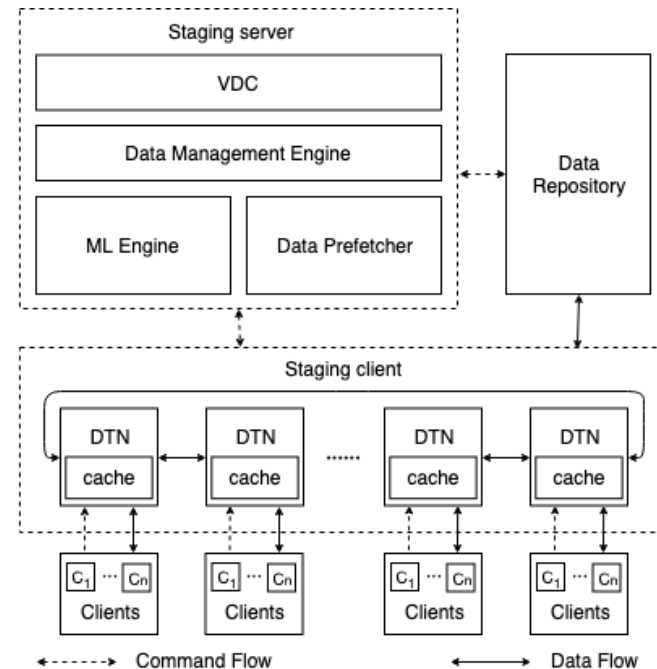 Staging server
VDC
Data Management Engine
ML Engine
Data Prefetcher
Data
Repository
Staging client
DTN
cache
DTN
cache
......
DTN
cache
DTN
cache
C1 ... Cn
Clients
C1 ... Cn
Clients
C1 ... Cn
Clients
C1 ... Cn
Clients
Command Flow
Data Flow